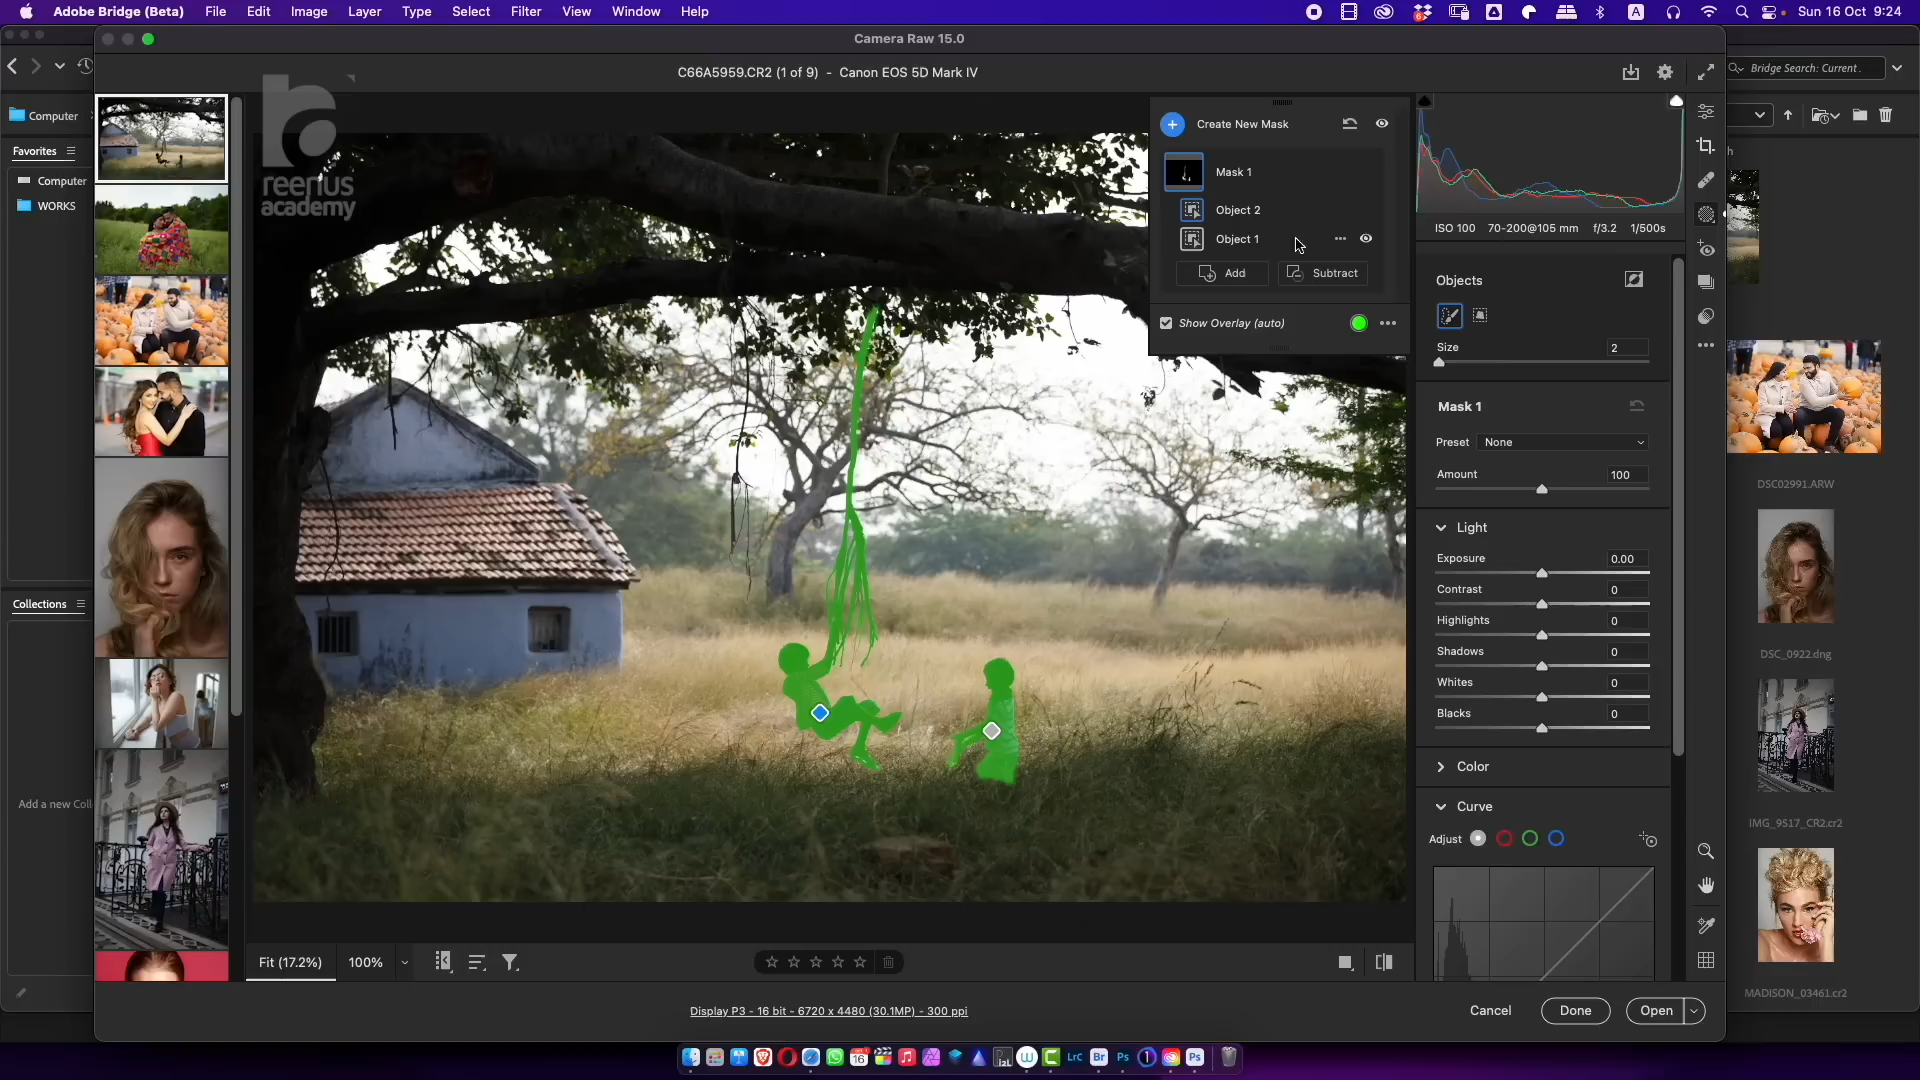 Adobe Bridge (Beta) File Edit Image Layer Type Select Filter View Window Help
Sun 16 Oct 9:24
Camera Raw 15.0
C66A5959.CR2 (1 of 9) - Canon EOS 5D Mark IV
Bridge Search: Current
Computer
Favorites
Computer
WORKS
Collections
Add a new Coll
reerius
academy
Create New Mask
Mask 1
Object 2
Object 1
Add Subtract
Show Overlay (auto)
ISO 100 70-200@105 mm f/3.2 1/500s
Objects
Size 2
Mask 1
Preset None
Amount 100
Light
Exposure 0.00
Contrast 0
Highlights 0
Shadows 0
Whites 0
Blacks 0
Color
Curve
Adjust
DSC02991.ARW
DSC_0922.dng
IMG_9517_CR2.cr2
MADISON_03461.cr2
Fit (17.2%) 100%
Display P3 - 16 bit - 6720 x 4480 (30.1MP) - 300 ppi
Cancel Done Open
16 LrC Br Ps Ps